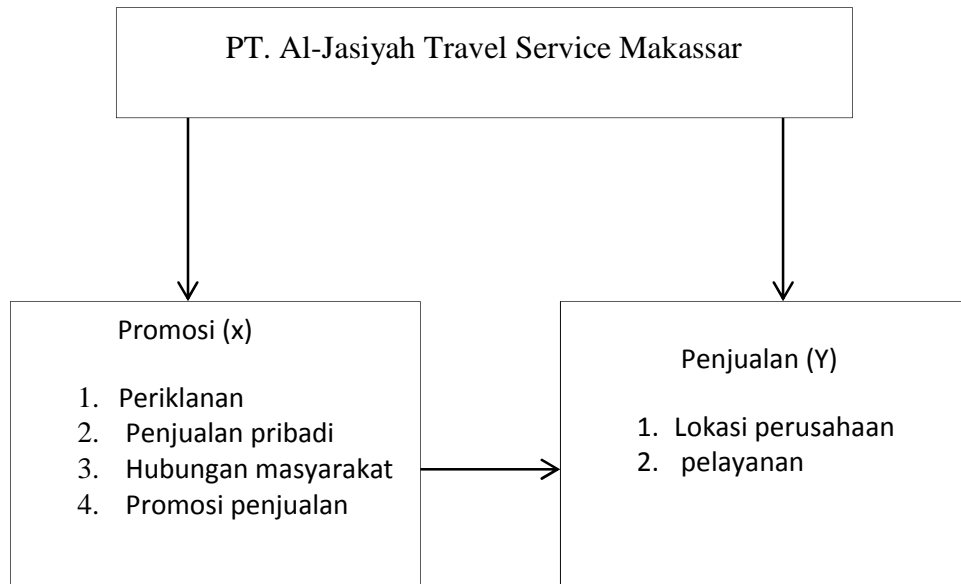 PT. Al-Jasiyah Travel Service Makassar
Promosi (x)
1. Periklanan
2. Penjualan pribadi
3. Hubungan masyarakat
4. Promosi penjualan
Penjualan (Y)
1. Lokasi perusahaan
2. pelayanan